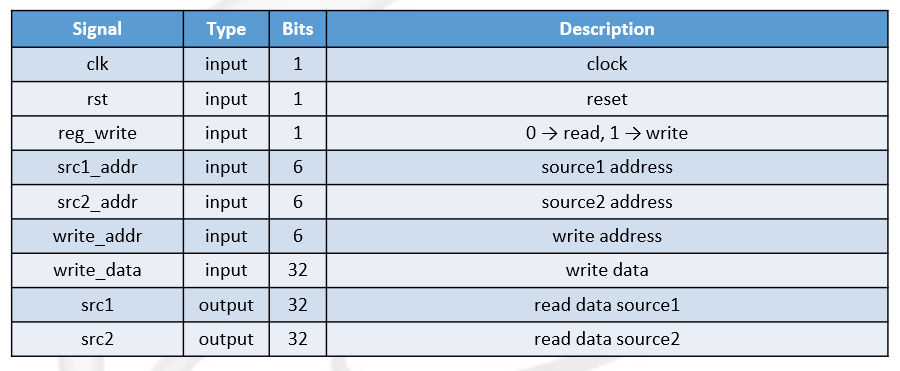 Signal Type Bits Description
clk input 1 clock
rst input 1 reset
reg_write input 1 0 → read, 1 → write
src1_addr input 6 source1 address
src2_addr input 6 source2 address
write_addr input 6 write address
write_data input 32 write data
src1 output 32 read data source1
src2 output 32 read data source2